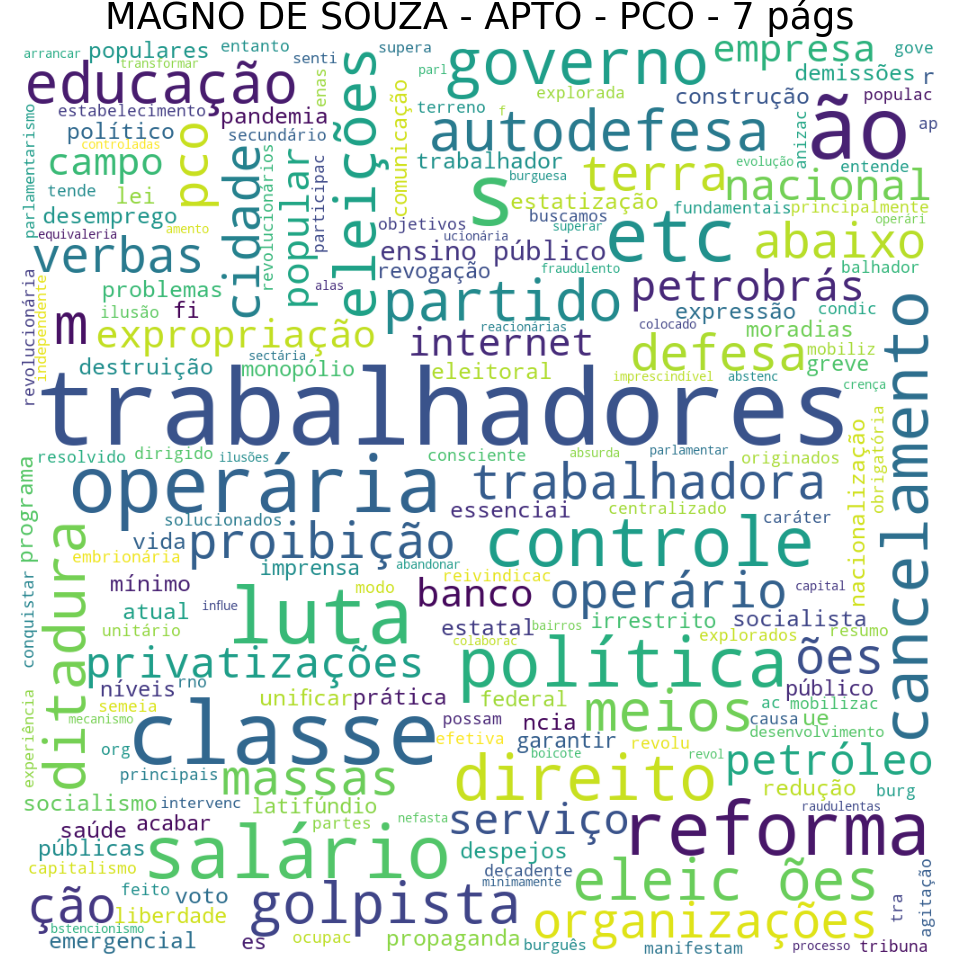 MAGNO DE SOUZA - APTO - PCO - 7 págs
arrancar populares entanto senti supera governo empresa gove
transformar parl demissões r
educação eleições enas explorada construção populac
estabelecimento pandemia comunicação terreno f ão ap
parlamentarismo político pco secundário autodefesa anizac
controladas cidade popular trabalhador burguesa terra evolução entende
campo revolucionários participac s estatização nacional
tende lei buscamos fundamentais principalmente
desemprego objetivos superar etc operári
equivaleria amento ucionária abaixo
verbas ensino público
revogação fraudulento balhador
revolucionária independente problemas alas partido petrobrás
ilusão fi expressão condic
m expropriação reacionárias colocado moradias cancelamento
internet defesa mobiliz
destruição sectária monopólio eleitoral greve
imprescindível abstenc crença
trabalhadores
resolvido dirigido ilusões consciente absurda parlamentar originados nacionalização obrigatória
programa operária trabalhadora
essenciai centralizado
solucionados caráter
ditadura vida proibição controle
embrionária imprensa abandonar
conquistar mínimo modo reivindicac banco operário capital
atual influe luta
unitário estatal bairros irrestrito socialista
colaborac explorados resumo
privatizações política ões
níveis rno unificar prática federal público
experiência semeia meios ac mobilizac
mecanismo classe possam ncia causa ue
efetiva garantir revolu desenvolvimento
org boicote revol
principais massas direito petróleo
socialismo intervenc latifúndio redução burg
saúde acabar partes nefasta serviço reforma raudulentas
públicas salário despejos
capitalismo decadente
feito voto minimamente eleic ões
ção liberdade golpista organizações tra agitação
bstencionismo
emergencial es ocupac propaganda burguês manifestam processo tribuna